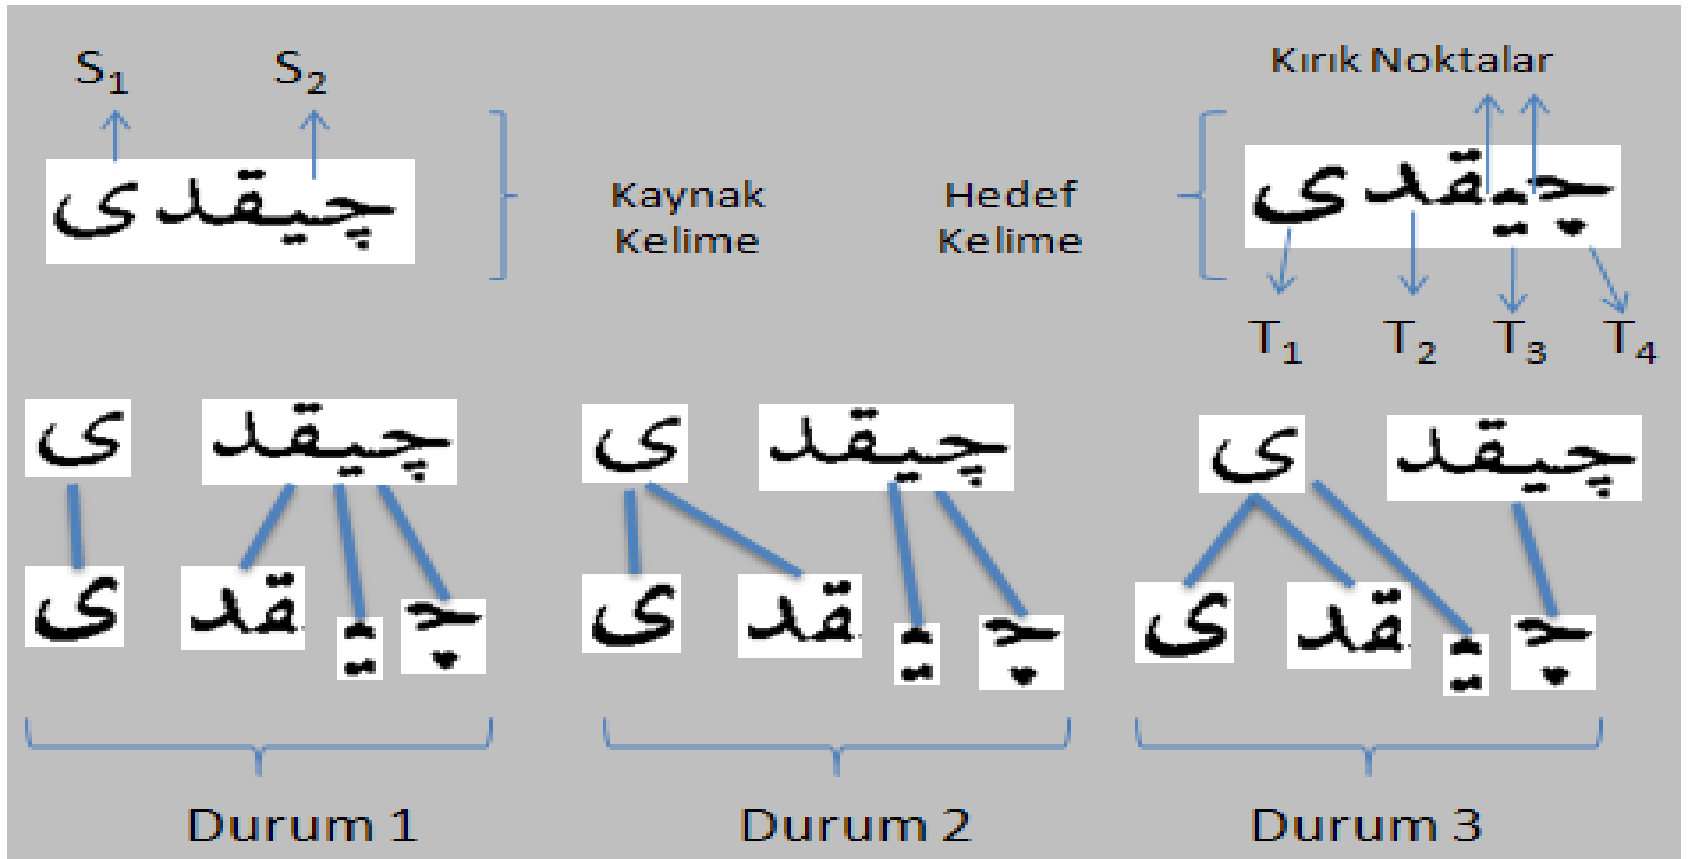 S1 S2
Kırık Noktalar
چیقدی
Kaynak Kelime
Hedef Kelime
چیقدی
T1 T2 T3 T4
ی چیقدی
ی قد ی چ
ی چیقد
ی قد ی چ
ی چیقد
ی قد ی چ
Durum 1
Durum 2
Durum 3